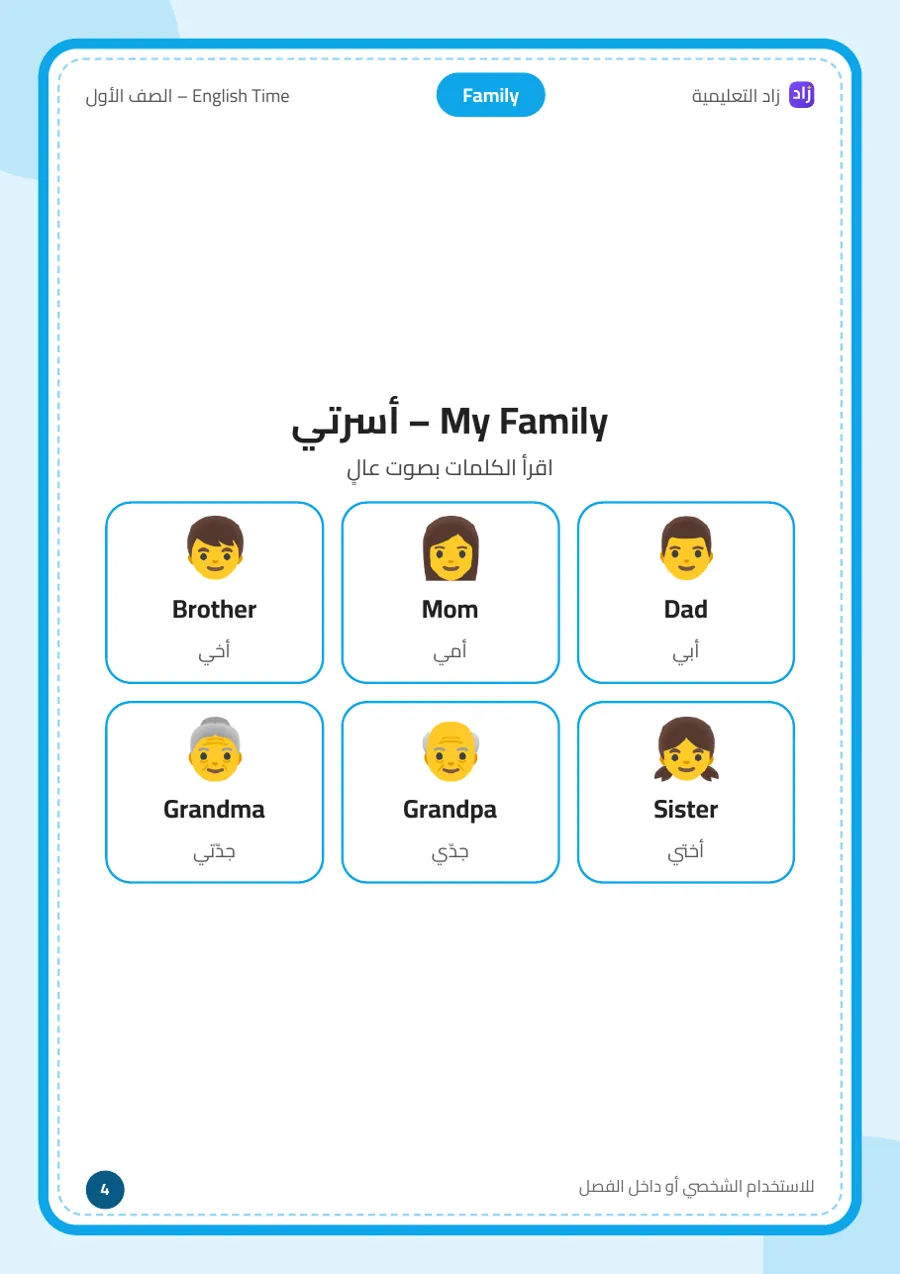 زاد زاد التعليمية
Family
English Time – الصف الأول
My Family – أسرتي
اقرأ الكلمات بصوت عالٍ
Dad
أبي
Mom
أمي
Brother
أخي
Sister
أختي
Grandpa
جدّي
Grandma
جدّتي
للاستخدام الشخصي أو داخل الفصل
4